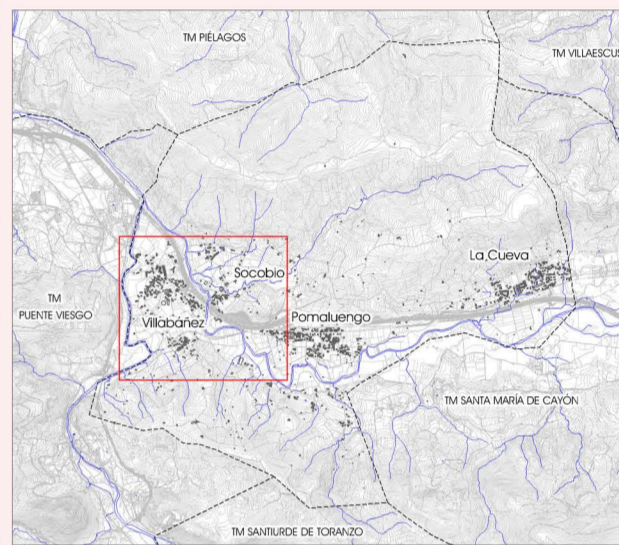 TM PIÉLAGOS
TM VILLAESCUS
La Cueva
Socobio
TM
PUENTE VIESGO
Villabáñez
Pomaluengo
TM SANTA MARÍA DE CAYÓN
TM SANTIURDE DE TORANZO